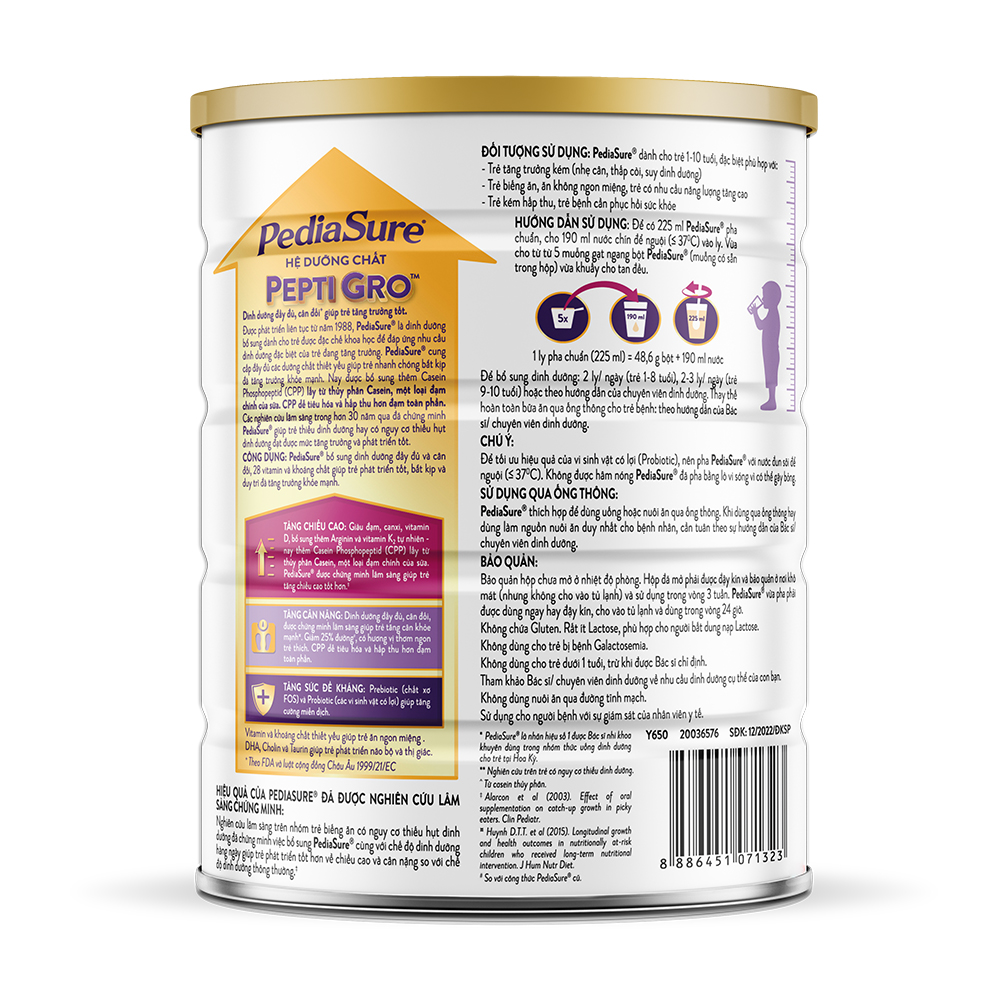 PediaSure®
HỆ DƯỠNG CHẤT
PEPTIGRO™
Dinh dưỡng đầy đủ, cân đối⁺ giúp trẻ tăng trưởng tốt.
Được phát triển liên tục từ năm 1988, PediaSure® là dinh dưỡng
bổ sung dành cho trẻ được đặc chế khoa học để đáp ứng nhu cầu
dinh dưỡng đặc biệt của trẻ đang tăng trưởng. PediaSure® cung
cấp đầy đủ các dưỡng chất thiết yếu giúp trẻ nhanh chóng bắt kịp
đà tăng trưởng khỏe mạnh. Nay được bổ sung thêm Casein
Phosphopeptid (CPP) lấy từ thủy phân Casein, một loại đạm
chính của sữa. CPP dễ tiêu hóa và hấp thu hơn đạm toàn phần.
Các nghiên cứu lâm sàng trong hơn 30 năm qua đã chứng minh
PediaSure® giúp trẻ thiếu dinh dưỡng hay có nguy cơ thiếu hụt
dinh dưỡng đạt được mức tăng trưởng và phát triển tốt.
CÔNG DỤNG: PediaSure® bổ sung dinh dưỡng đầy đủ và cân
đối, 28 vitamin và khoáng chất giúp trẻ phát triển tốt, bắt kịp và
duy trì đà tăng trưởng khỏe mạnh.
TĂNG CHIỀU CAO: Giàu đạm, canxi, vitamin
D, bổ sung thêm Arginin và vitamin K₂ tự nhiên -
nay thêm Casein Phosphopeptid (CPP) lấy từ
thủy phân Casein, một loại đạm chính của sữa.
PediaSure® được chứng minh lâm sàng giúp trẻ
tăng chiều cao tốt hơn.¹
TĂNG CÂN NẶNG: Dinh dưỡng đầy đủ, cân đối,
được chứng minh lâm sàng giúp trẻ tăng cân khỏe
mạnh. Giảm 25% đường, có hương vị thơm ngon
trẻ thích. CPP dễ tiêu hóa và hấp thu hơn đạm
toàn phần.
TĂNG SỨC ĐỀ KHÁNG: Prebiotic (chất xơ
FOS) và Probiotic (các vi sinh vật có lợi) giúp tăng
cường miễn dịch.
Vitamin và khoáng chất thiết yếu giúp trẻ ăn ngon miệng.
DHA, Cholin và Taurin giúp trẻ phát triển não bộ và thị giác.
⁺ Theo FDA và luật cộng đồng Châu Âu 1999/21/EC
HIỆU QUẢ CỦA PEDIASURE® ĐÃ ĐƯỢC NGHIÊN CỨU LÂM
SÀNG CHỨNG MINH:
Nghiên cứu lâm sàng trên nhóm trẻ biếng ăn có nguy cơ thiếu hụt dinh
dưỡng đã chứng minh việc bổ sung PediaSure® cùng với chế độ dinh dưỡng
hàng ngày giúp trẻ phát triển tốt hơn về chiều cao và cân nặng so với chế
độ dinh dưỡng thông thường.
ĐỐI TƯỢNG SỬ DỤNG: PediaSure® dành cho trẻ 1-10 tuổi, đặc biệt phù hợp với:
- Trẻ tăng trưởng kém (nhẹ cân, thấp còi, suy dinh dưỡng)
- Trẻ biếng ăn, ăn không ngon miệng, trẻ có nhu cầu năng lượng tăng cao
- Trẻ kém hấp thu, trẻ bệnh cần phục hồi sức khỏe
HƯỚNG DẪN SỬ DỤNG: Để có 225 ml PediaSure® pha
chuẩn, cho 190 ml nước chín để nguội (≤ 37⁰C) vào ly. Vừa
cho từ từ 5 muỗng gạt ngang bột PediaSure® (muỗng có sẵn
trong hộp) vừa khuấy cho tan đều.
5x
190 ml
225 ml
1 ly pha chuẩn (225 ml) = 48,6 g bột + 190 ml nước
Để bổ sung dinh dưỡng: 2 ly/ ngày (trẻ 1-8 tuổi), 2-3 ly/ ngày (trẻ
9-10 tuổi) hoặc theo hướng dẫn của chuyên viên dinh dưỡng. Thay thế
hoàn toàn bữa ăn qua ống thông cho trẻ bệnh: theo hướng dẫn của Bác
sĩ/ chuyên viên dinh dưỡng.
CHÚ Ý:
Để tối ưu hiệu quả của vi sinh vật có lợi (Probiotic), nên pha PediaSure® với nước đun sôi để
nguội (≤ 37⁰C). Không được hâm nóng PediaSure® đã pha bằng lò vi sóng vì có thể gây bỏng.
SỬ DỤNG QUA ỐNG THÔNG:
PediaSure® thích hợp để dùng uống hoặc nuôi ăn qua ống thông. Khi dùng qua ống thông hay
dùng làm nguồn nuôi ăn duy nhất cho bệnh nhân, cần tuân theo sự hướng dẫn của Bác sĩ/
chuyên viên dinh dưỡng.
BẢO QUẢN:
Bảo quản hộp chưa mở ở nhiệt độ phòng. Hộp đã mở phải được đậy kín và bảo quản ở nơi khô
mát (nhưng không cho vào tủ lạnh) và sử dụng trong vòng 3 tuần. PediaSure® vừa pha phải
được dùng ngay hay đậy kín, cho vào tủ lạnh và dùng trong vòng 24 giờ.
Không chứa Gluten. Rất ít Lactose, phù hợp cho người bất dung nạp Lactose.
Không dùng cho trẻ bị bệnh Galactosemia.
Không dùng cho trẻ dưới 1 tuổi, trừ khi được Bác sĩ chỉ định.
Tham khảo Bác sĩ/ chuyên viên dinh dưỡng về nhu cầu dinh dưỡng cụ thể của con bạn.
Không dùng nuôi ăn qua đường tĩnh mạch.
Sử dụng cho người bệnh với sự giám sát của nhân viên y tế.
* PediaSure® là nhãn hiệu số 1 được Bác sĩ nhi khoa
khuyên dùng trong nhóm thức uống dinh dưỡng
cho trẻ tại Hoa Kỳ.
** Nghiên cứu trên trẻ có nguy cơ thiếu dinh dưỡng.
^ Từ casein thủy phân.
Alarcon et al (2003). Effect of oral
supplementation on catch-up growth in picky
eaters. Clin Pediatr.
Huynh D.T.T. et al (2015). Longitudinal growth
and health outcomes in nutritionally at-risk
children who received long-term nutritional
intervention. J Hum Nutr Diet.
So với công thức PediaSure® cũ.
Y650 20036576 SDK: 12/2022/ĐKSP
8 886451 071323